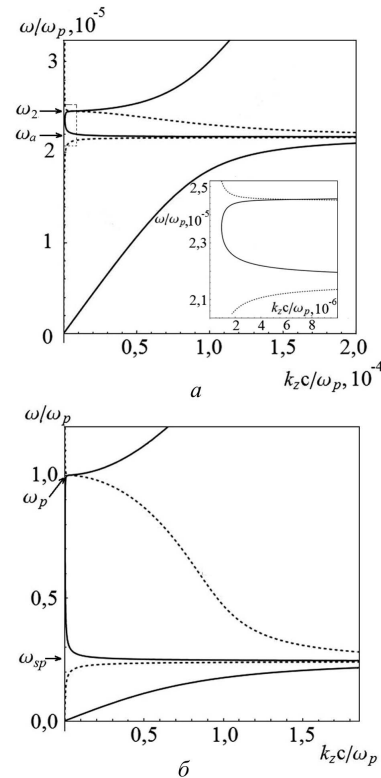 ω/ω_p, 10^-5
3
ω_2
ω_a
2
1
0
2,5
ω/ω_p, 10^-5
2,3
2,1
k_z c/ω_p, 10^-6
2 4 6 8
0,5 1,0 1,5 2,0
k_z c/ω_p, 10^-4
а
ω/ω_p
1,0
ω_p
0,5
ω_sp
0,0
0,5 1,0 1,5
k_z c/ω_p
б